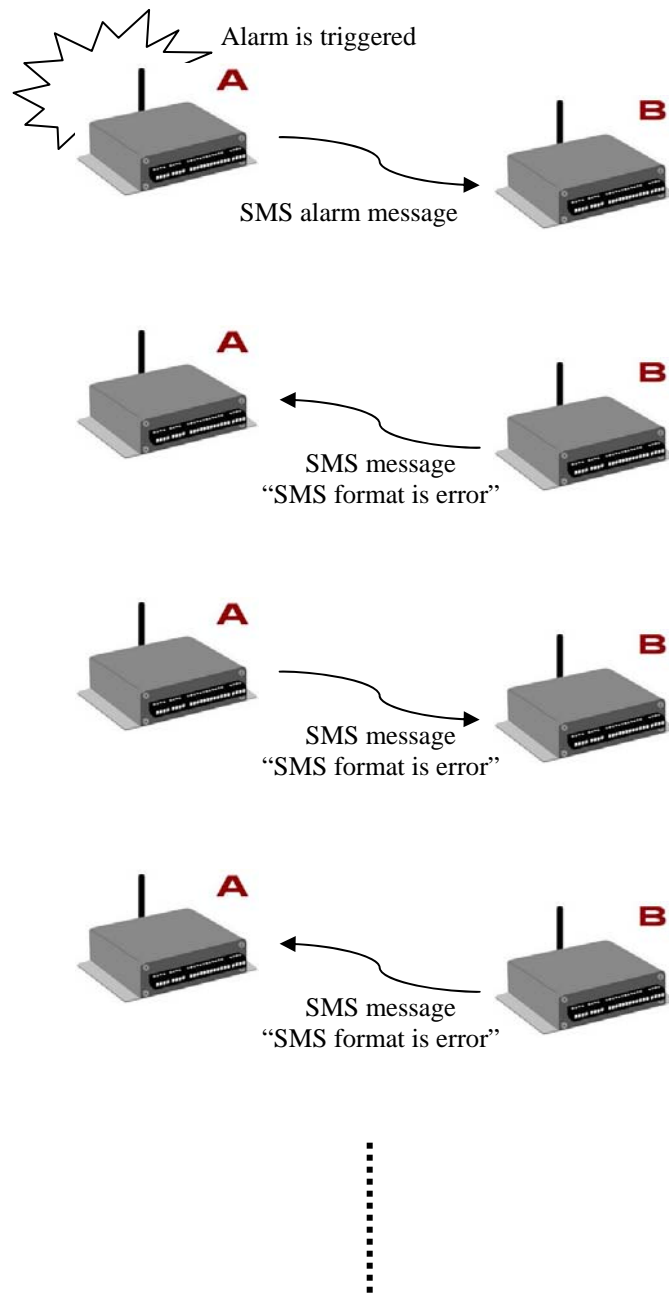 Alarm is triggered
A
B
SMS alarm message
A
B
SMS message
“SMS format is error”
A
B
SMS message
“SMS format is error”
A
B
SMS message
“SMS format is error”